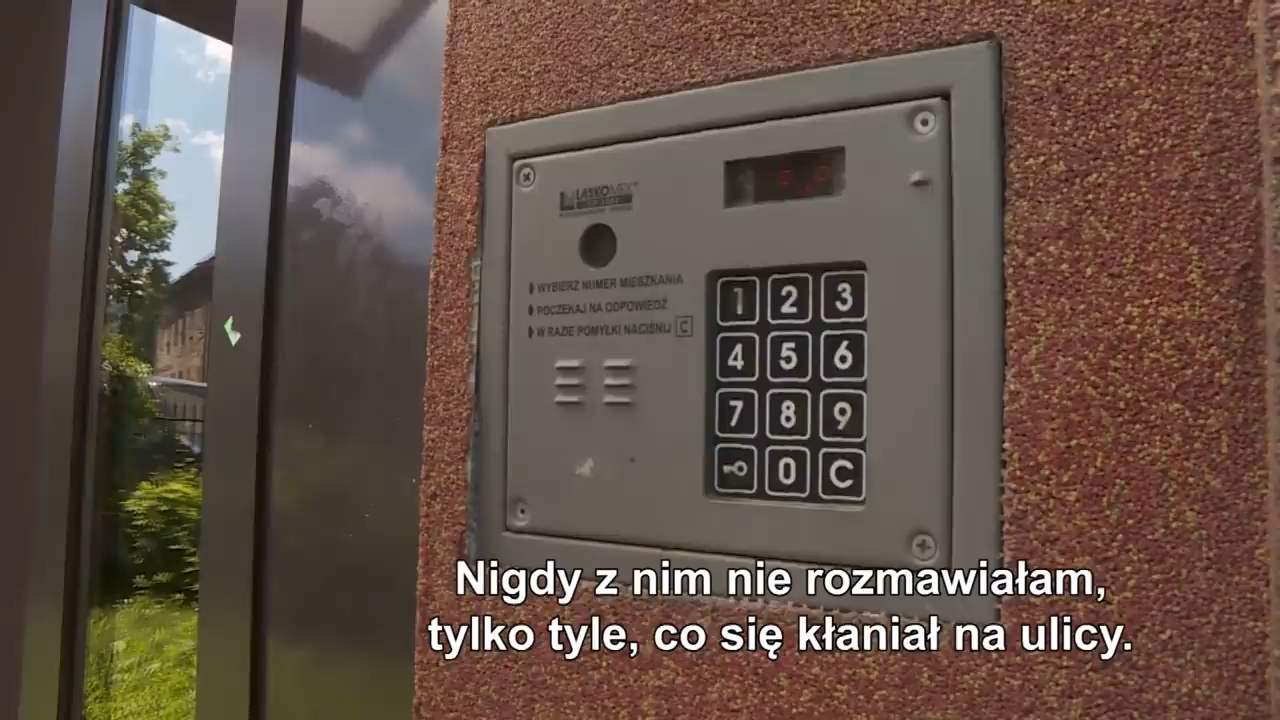 LASKOMEX
WYBIERZ NUMER MIESZKANIA
POCZEKAJ NA ODPOWIEDŹ
W RAZIE POMYŁKI NACIŚNIJ C
1 2 3
4 5 6
7 8 9
0 C
Nigdy z nim nie rozmawiałam,
tylko tyle, co się kłaniał na ulicy.